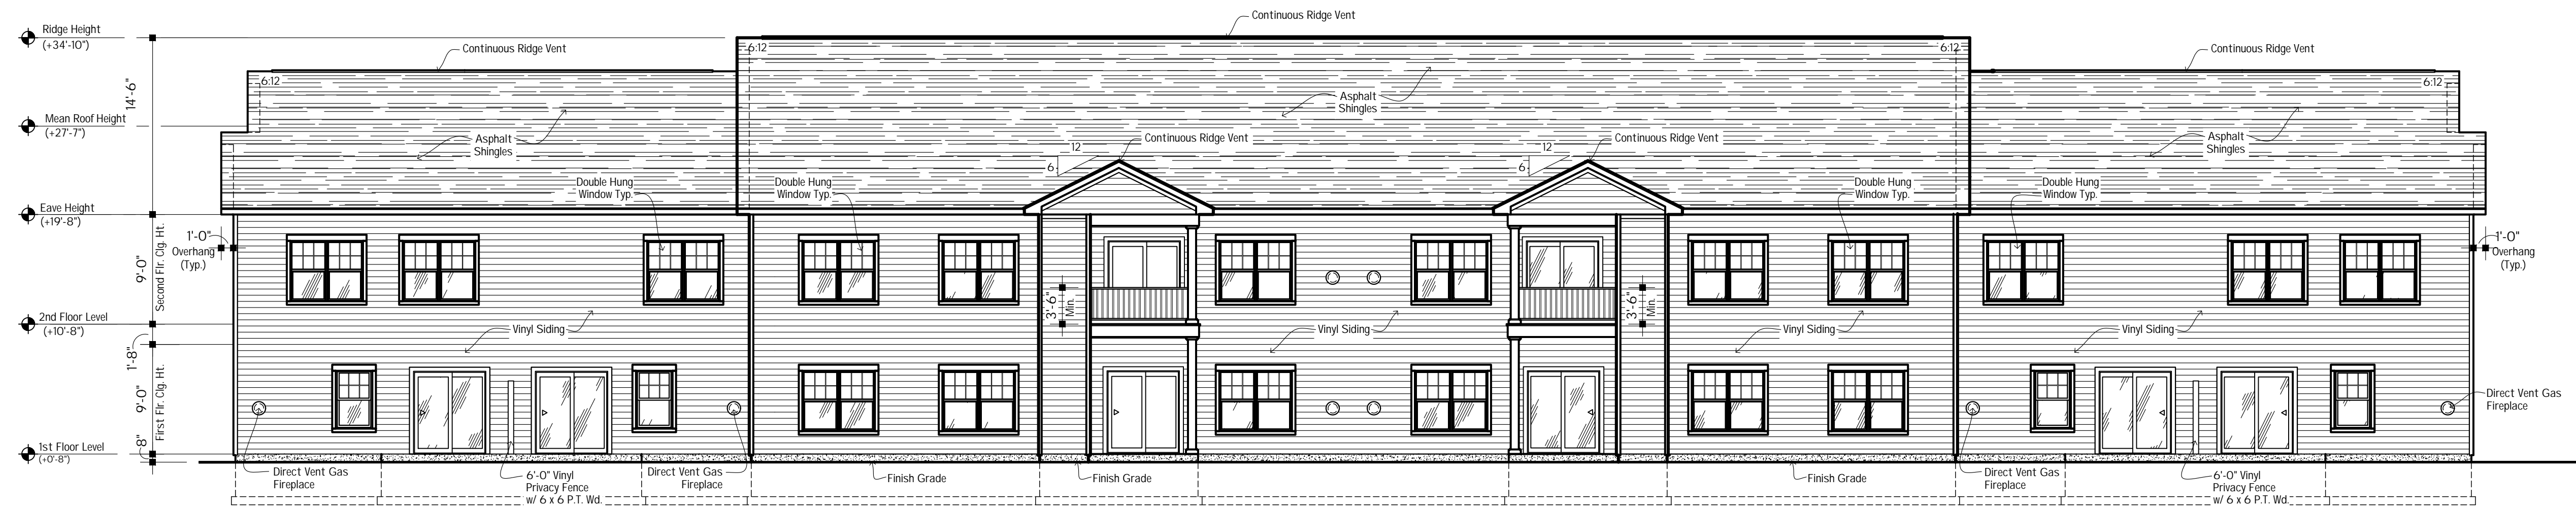 Continuous Ridge Vent
Ridge Height
(+34'-10")
Continuous Ridge Vent
6:12
6:12
Continuous Ridge Vent
6:12
6:12
14'-6"
Asphalt
Shingles
Mean Roof Height
(+27'-7")
Asphalt
Shingles
Continuous Ridge Vent
12
6
Continuous Ridge Vent
12
6
Asphalt
Shingles
Double Hung
Window Typ.
Double Hung
Window Typ.
Double Hung
Window Typ.
Double Hung
Window Typ.
Eave Height
(+19'-8")
1'-0"
Overhang
(Typ.)
1'-0"
Overhang
(Typ.)
9'-0"
Second Flr. Clg. Ht.
3'-6"
Min.
3'-6"
Min.
2nd Floor Level
(+10'-8")
Vinyl Siding
Vinyl Siding
Vinyl Siding
Vinyl Siding
1'-8"
9'-0"
First Flr. Clg. Ht.
Direct Vent Gas
Fireplace
1st Floor Level
(+0'-8")
8"
Direct Vent Gas
Fireplace
6'-0" Vinyl
Privacy Fence
w/ 6 x 6 P.T. Wd.
Direct Vent Gas
Fireplace
Finish Grade
Finish Grade
Finish Grade
Direct Vent Gas
Fireplace
6'-0" Vinyl
Privacy Fence
w/ 6 x 6 P.T. Wd.